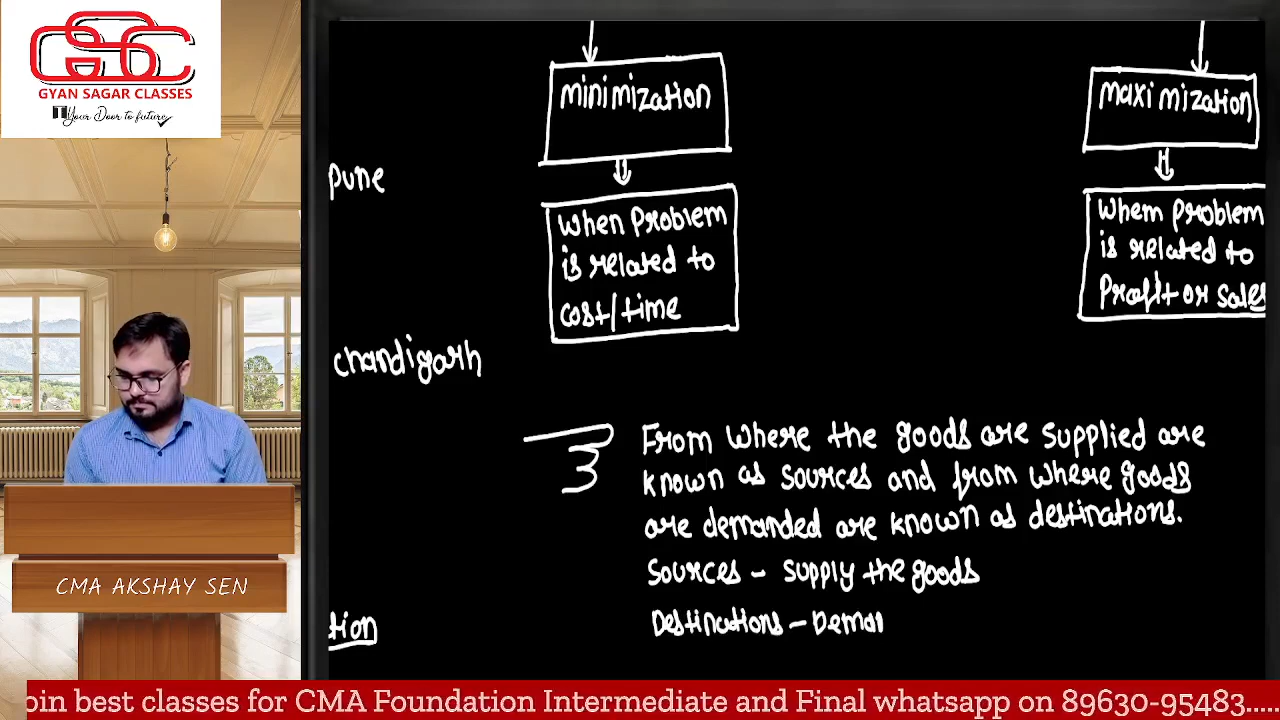 GSC
GYAN SAGAR CLASSES
Your Door to future
minimization
maximization
pune
When Problem
is related to
cost/time
Whem problem
is related to
Profit or sales
chandigarh
3
From where the goods are supplied are
known as sources and from where goods
are demanded are known as destinations.
Sources - supply the goods
Destinations - Demar
tion
CMA AKSHAY SEN
oin best classes for CMA Foundation Intermediate and Final whatsapp on 89630-95483.....